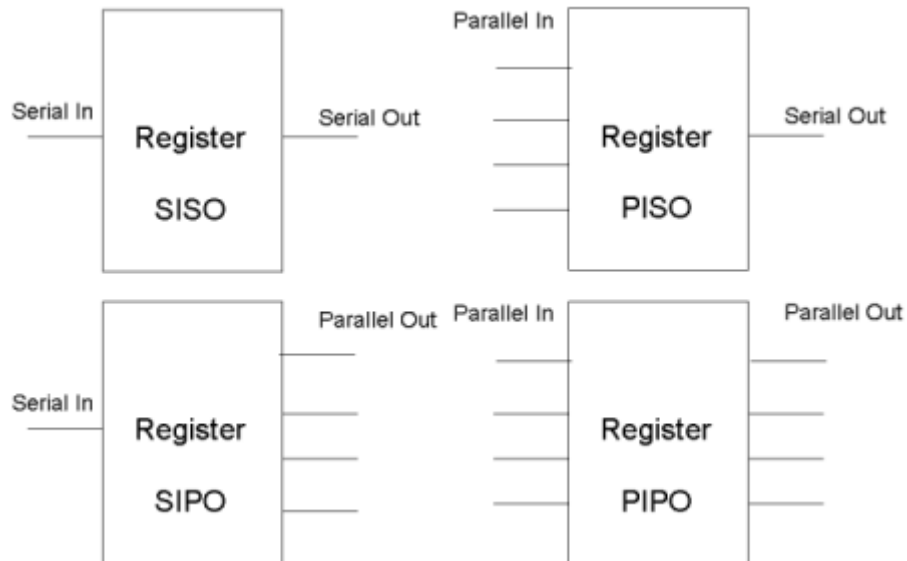 Serial In
Register
SISO
Serial Out
Parallel In
Register
PISO
Serial Out
Serial In
Register
SIPO
Parallel Out
Parallel In
Register
PIPO
Parallel Out